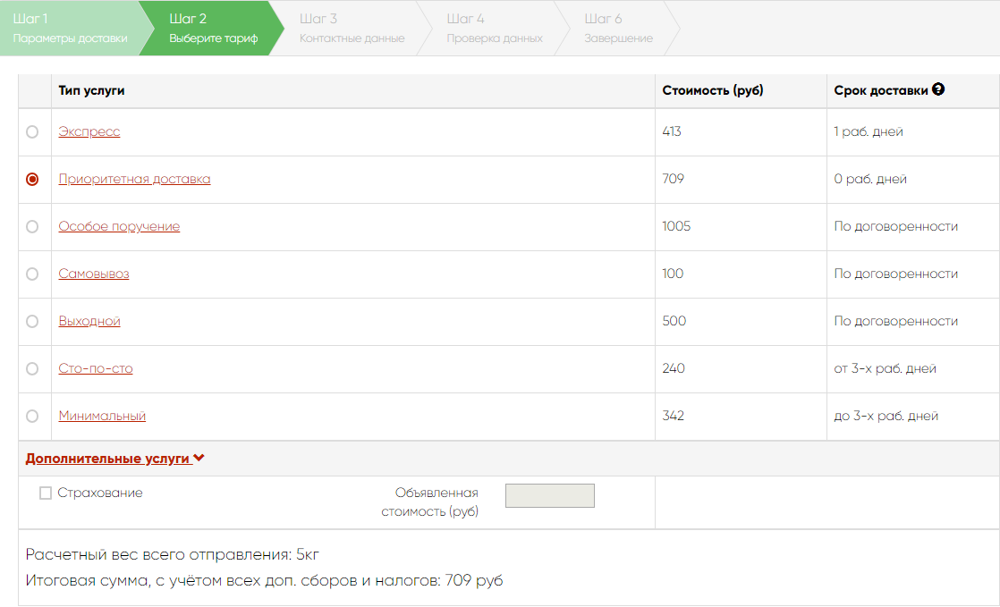 Шаг 1
Параметры доставки
Шаг 2
Выберите тариф
Шаг 3
Контактные данные
Шаг 4
Проверка данных
Шаг 6
Завершение
Тип услуги Стоимость (руб) Срок доставки ?
Экспресс 413 1 раб. дней
Приоритетная доставка 709 0 раб. дней
Особое поручение 1005 По договоренности
Самовывоз 100 По договоренности
Выходной 500 По договоренности
Сто-по-сто 240 от 3-х раб. дней
Минимальный 342 до 3-х раб. дней
Дополнительные услуги
Страхование Объявленная
стоимость (руб)
Расчетный вес всего отправления: 5кг
Итоговая сумма, с учётом всех доп. сборов и налогов: 709 руб